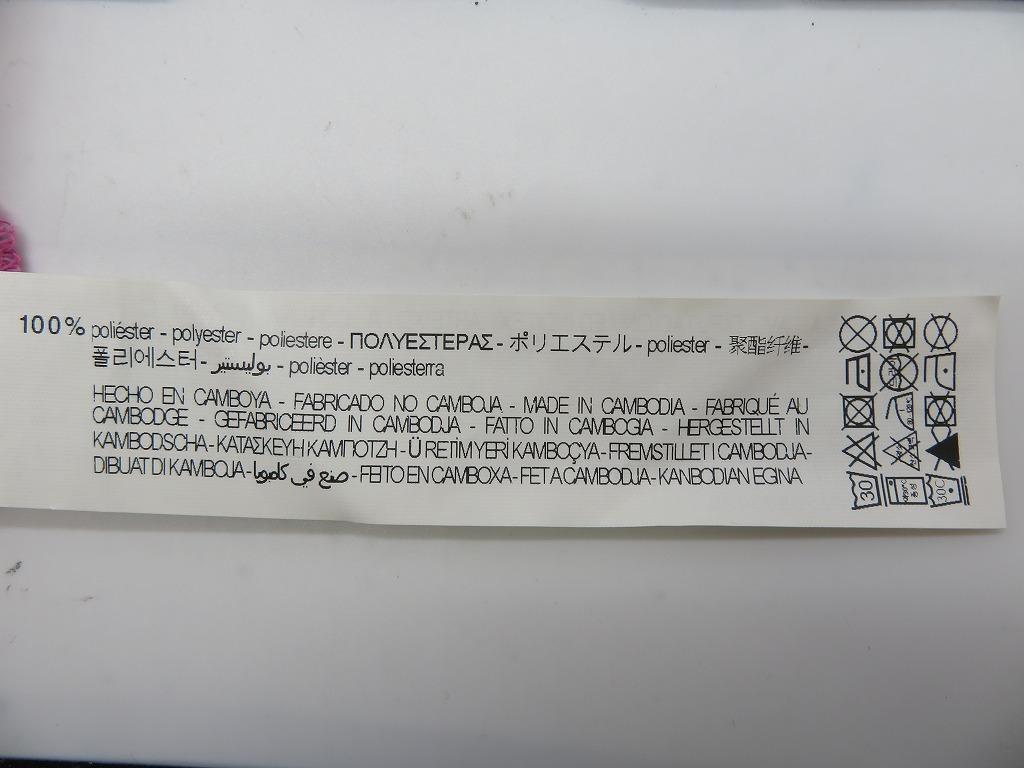 100% poliéster - polyester - poliestere - ΠΟΛΥΕΣΤΕΡΑΣ - ポリエステル - poliester - 聚酯纤维 -
폴리에스터 - بوليستير - polièster - poliesterra
HECHO EN CAMBOYA - FABRICADO NO CAMBOJA - MADE IN CAMBODIA - FABRIQUÉ AU
CAMBODGE - GEFABRICEERD IN CAMBODJA - FATTO IN CAMBOGIA - HERGESTELLT IN
KAMBODSCHA - ΚΑΤΑΣΚΕΥΗ ΚΑΜΠΟΤΖΗ - ÜRETİM YERİ KAMBOÇYA - FREMSTILLET I CAMBODJA -
DIBUAT DI KAMBOJA - صنع في كامبوديا - FEITO EN CAMBOXA - FET A CAMBODJA - KANBODIAN EGINA
30
30C